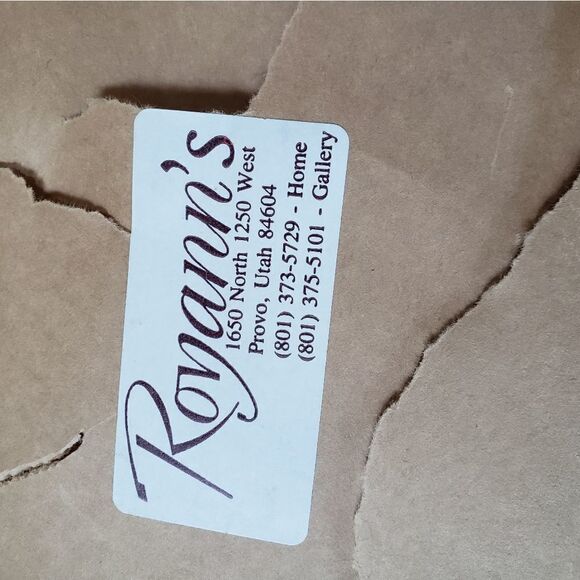 Royann's
1650 North 1250 West
Provo, Utah 84604
(801) 373-5729 - Home
(801) 375-5101 - Gallery